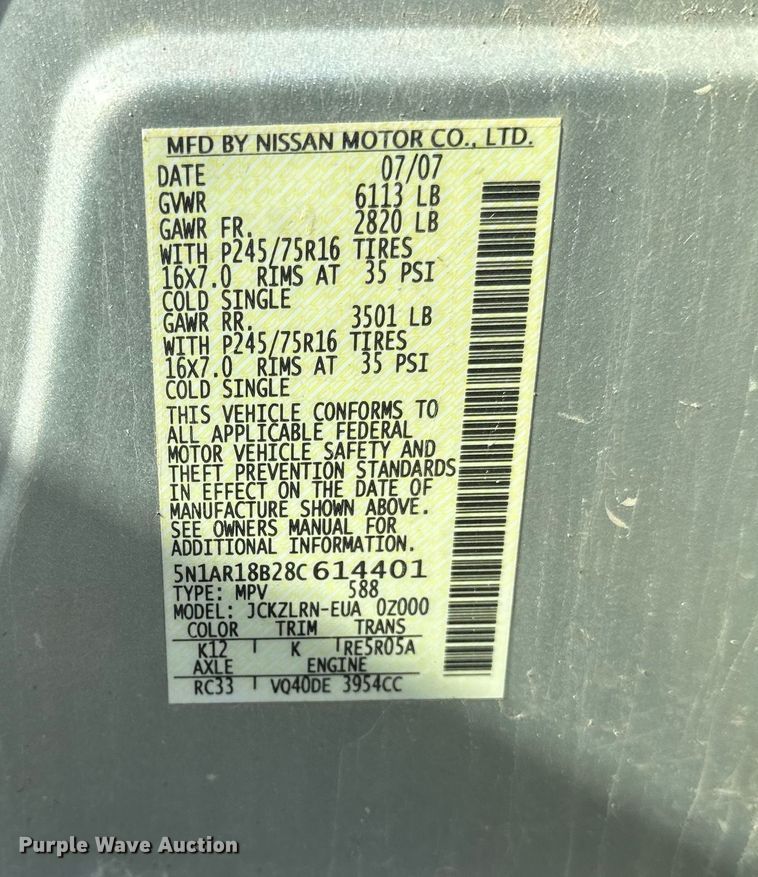 MFD BY NISSAN MOTOR CO., LTD.
DATE 07/07
GVWR 6113 LB
GAWR FR. 2820 LB
WITH P245/75R16 TIRES
16X7.0 RIMS AT 35 PSI
COLD SINGLE
GAWR RR. 3501 LB
WITH P245/75R16 TIRES
16X7.0 RIMS AT 35 PSI
COLD SINGLE
THIS VEHICLE CONFORMS TO
ALL APPLICABLE FEDERAL
MOTOR VEHICLE SAFETY AND
THEFT PREVENTION STANDARDS
IN EFFECT ON THE DATE OF
MANUFACTURE SHOWN ABOVE.
SEE OWNERS MANUAL FOR
ADDITIONAL INFORMATION.
5N1AR18B28C614401
TYPE: MPV 588
MODEL: JCKZLRN-EUA 0Z000
COLOR TRIM TRANS
K12 K RE5R05A
AXLE ENGINE
RC33 VQ40DE 3954CC
Purple Wave Auction